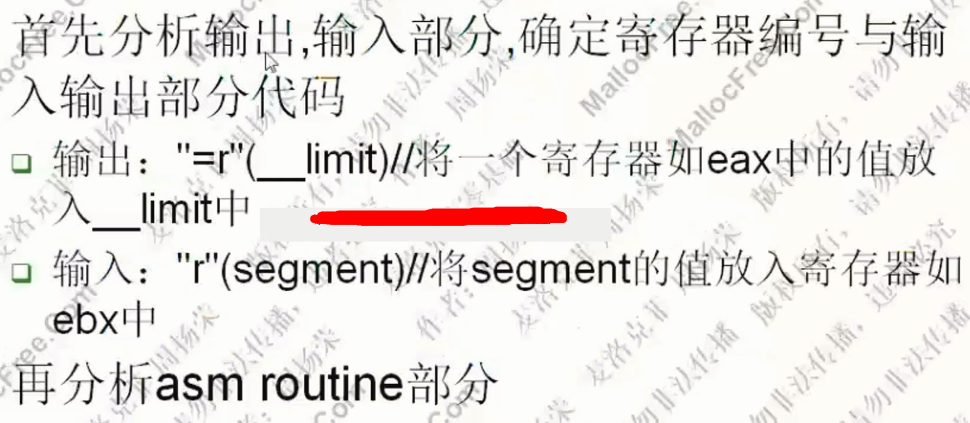 首先分析输出,输入部分,确定寄存器编号与输
入输出部分代码
输出："=r"(__limit)//将一个寄存器如eax中的值放
入__limit中
输入："r"(segment)//将segment的值放入寄存器如
ebx中
再分析asm routine部分